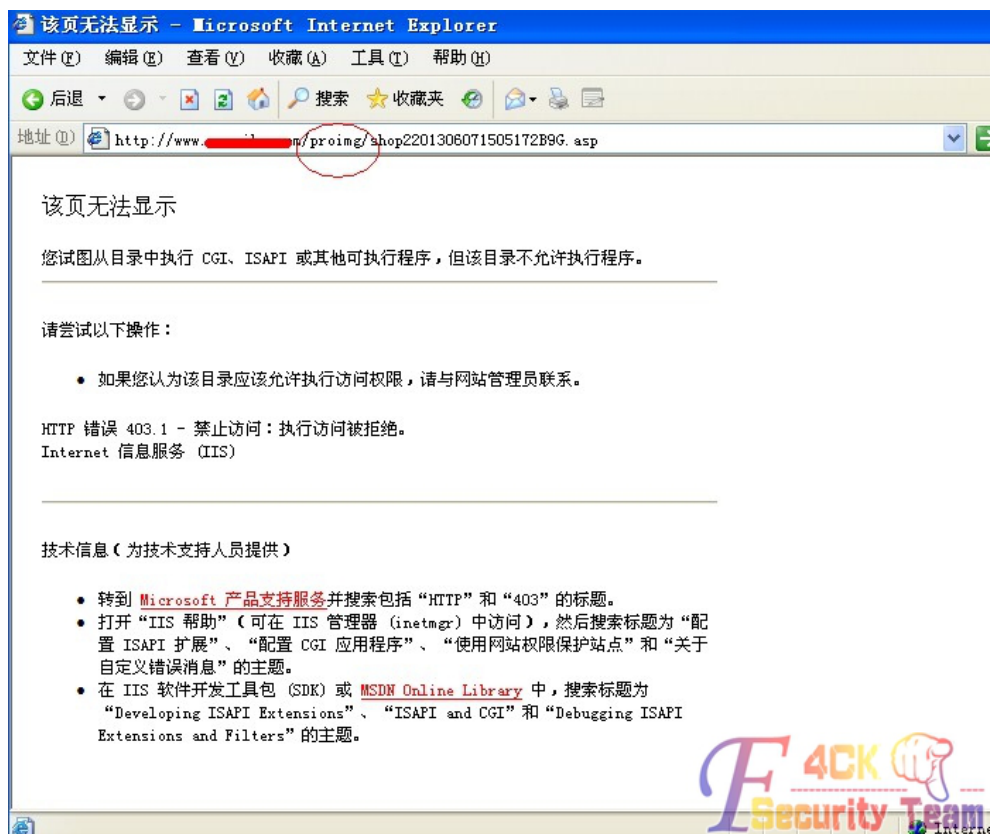 该页无法显示 - Microsoft Internet Explorer
文件(F) 编辑(E) 查看(V) 收藏(A) 工具(T) 帮助(H)
后退 搜索 收藏夹
地址(D) http://www. m/proimg/shop2201306071505172B9G.asp
该页无法显示
您试图从目录中执行 CGI、ISAPI 或其他可执行程序，但该目录不允许执行程序。
请尝试以下操作：
● 如果您认为该目录应该允许执行访问权限，请与网站管理员联系。
HTTP 错误 403.1 - 禁止访问：执行访问被拒绝。
Internet 信息服务 (IIS)
技术信息（为技术支持人员提供）
● 转到 Microsoft 产品支持服务并搜索包括“HTTP”和“403”的标题。
● 打开“IIS 帮助”（可在 IIS 管理器 (inetmgr) 中访问），然后搜索标题为“配
置 ISAPI 扩展”、“配置 CGI 应用程序”、“使用网站权限保护站点”和“关于
自定义错误消息”的主题。
● 在 IIS 软件开发工具包 (SDK) 或 MSDN Online Library 中，搜索标题为
“Developing ISAPI Extensions”、“ISAPI and CGI”和“Debugging ISAPI
Extensions and Filters”的主题。
F4CK
Security Team
Interne